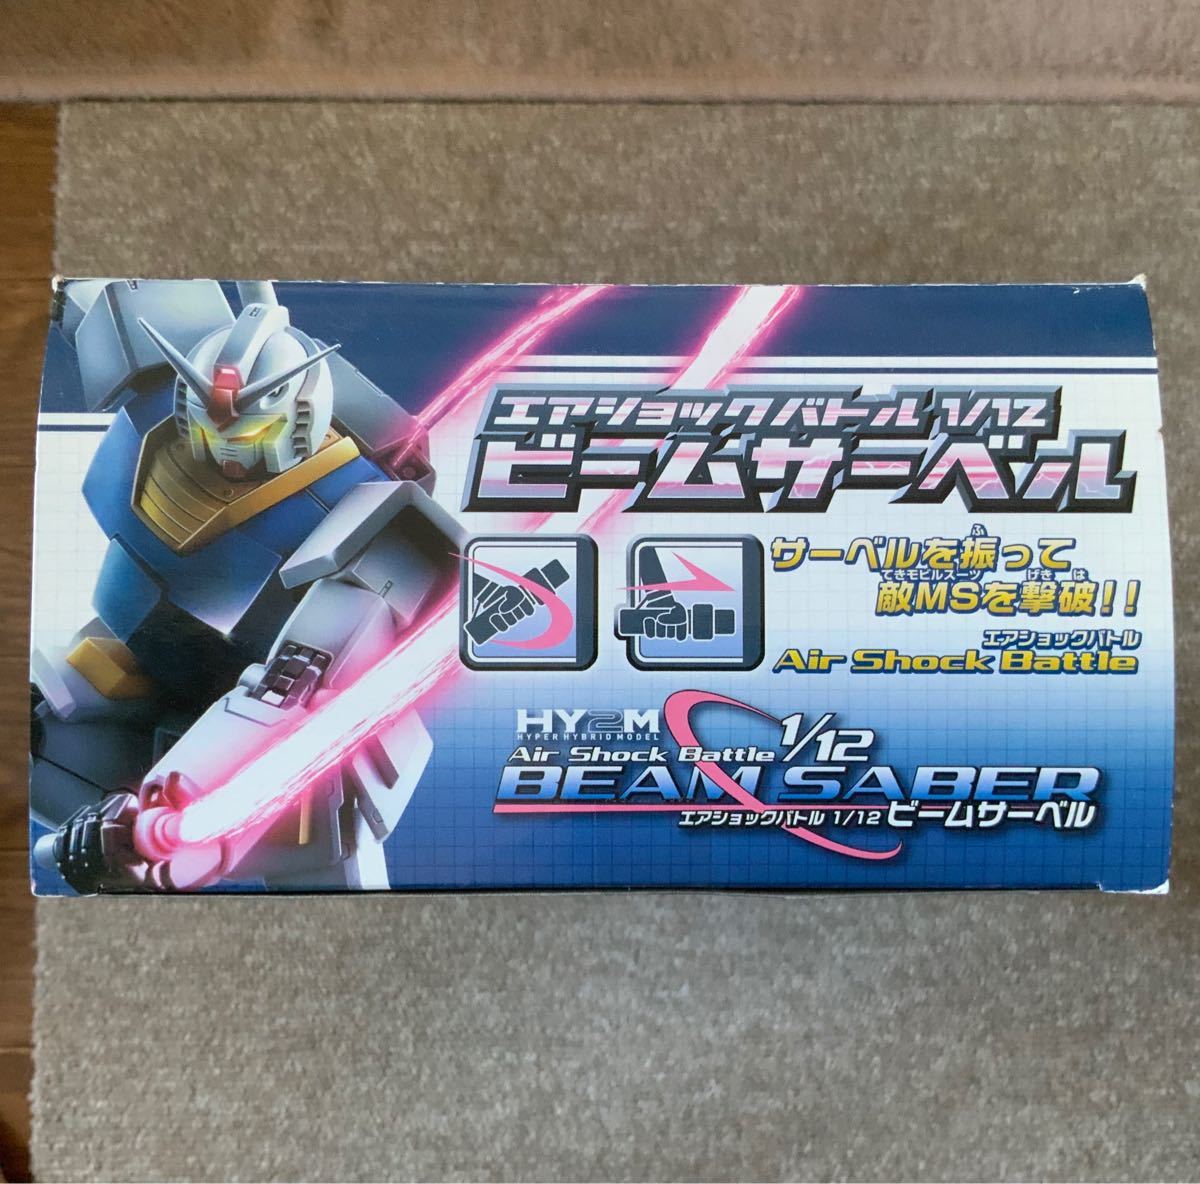 エアショックバトル 1/12
ビームサーベル
ふ
サーベルを振って
てきモビルスーツ げき は
敵MSを撃破!!
エアショックバトル
Air Shock Battle
HY2M
HYPER HYBRID MODEL
Air Shock Battle 1/12
BEAM SABER
エアショックバトル 1/12 ビームサーベル